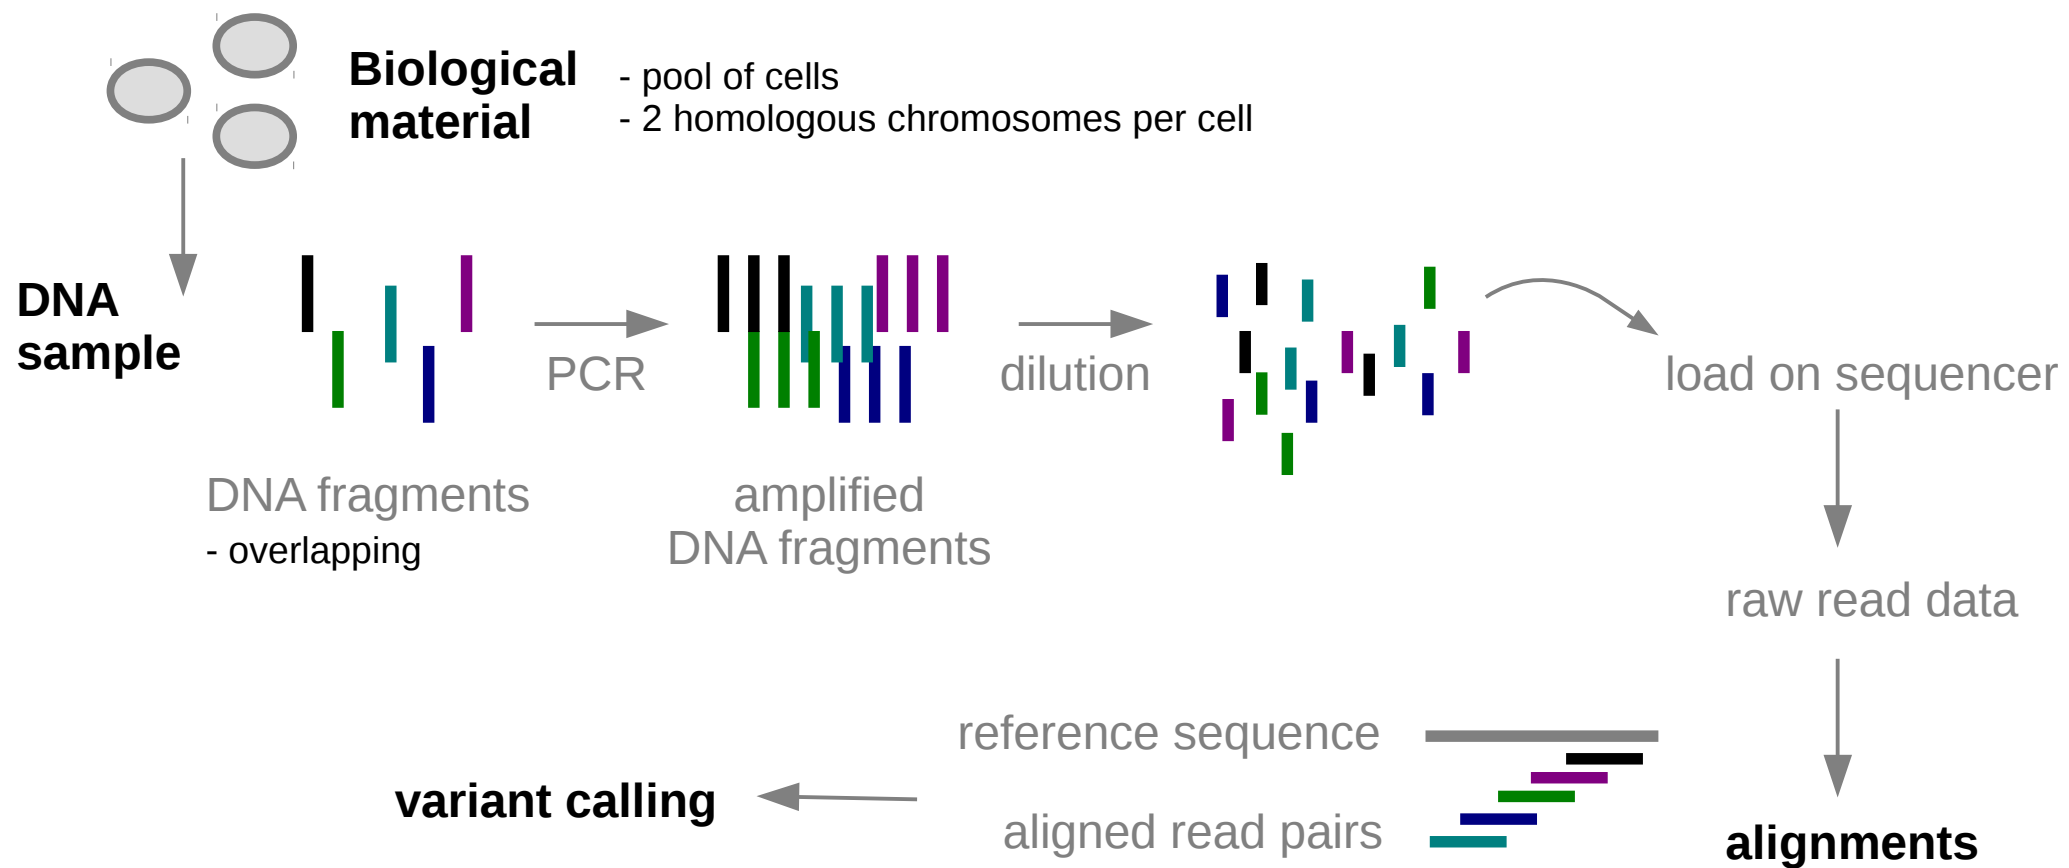 Biological
material
- pool of cells
- 2 homologous chromosomes per cell
DNA
sample
PCR
dilution
load on sequencer
DNA fragments
- overlapping
amplified
DNA fragments
raw read data
reference sequence
variant calling
aligned read pairs
alignments